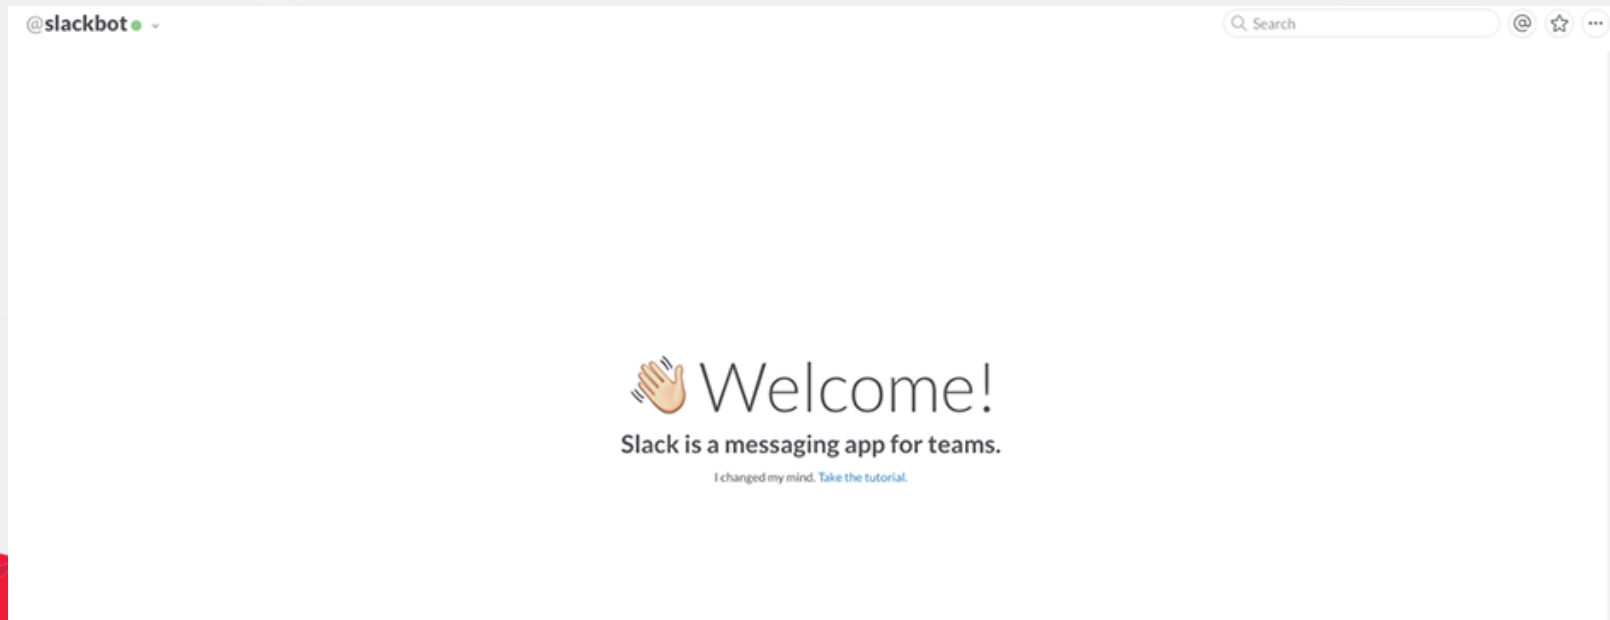 @slackbot
Search
Welcome!
Slack is a messaging app for teams.
I changed my mind. Take the tutorial.